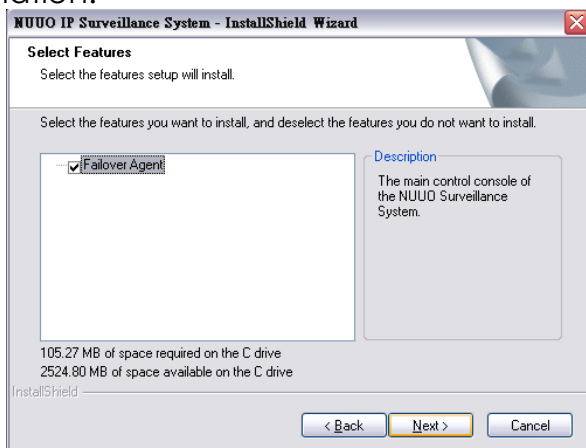 NUUO IP Surveillance System - InstallShield Wizard
Select Features
Select the features setup will install.
Select the features you want to install, and deselect the features you do not want to install.
Failover Agent
Description
The main control console of
the NUUO Surveillance
System.
105.27 MB of space required on the C drive
2524.80 MB of space available on the C drive
InstallShield
< Back
Next >
Cancel